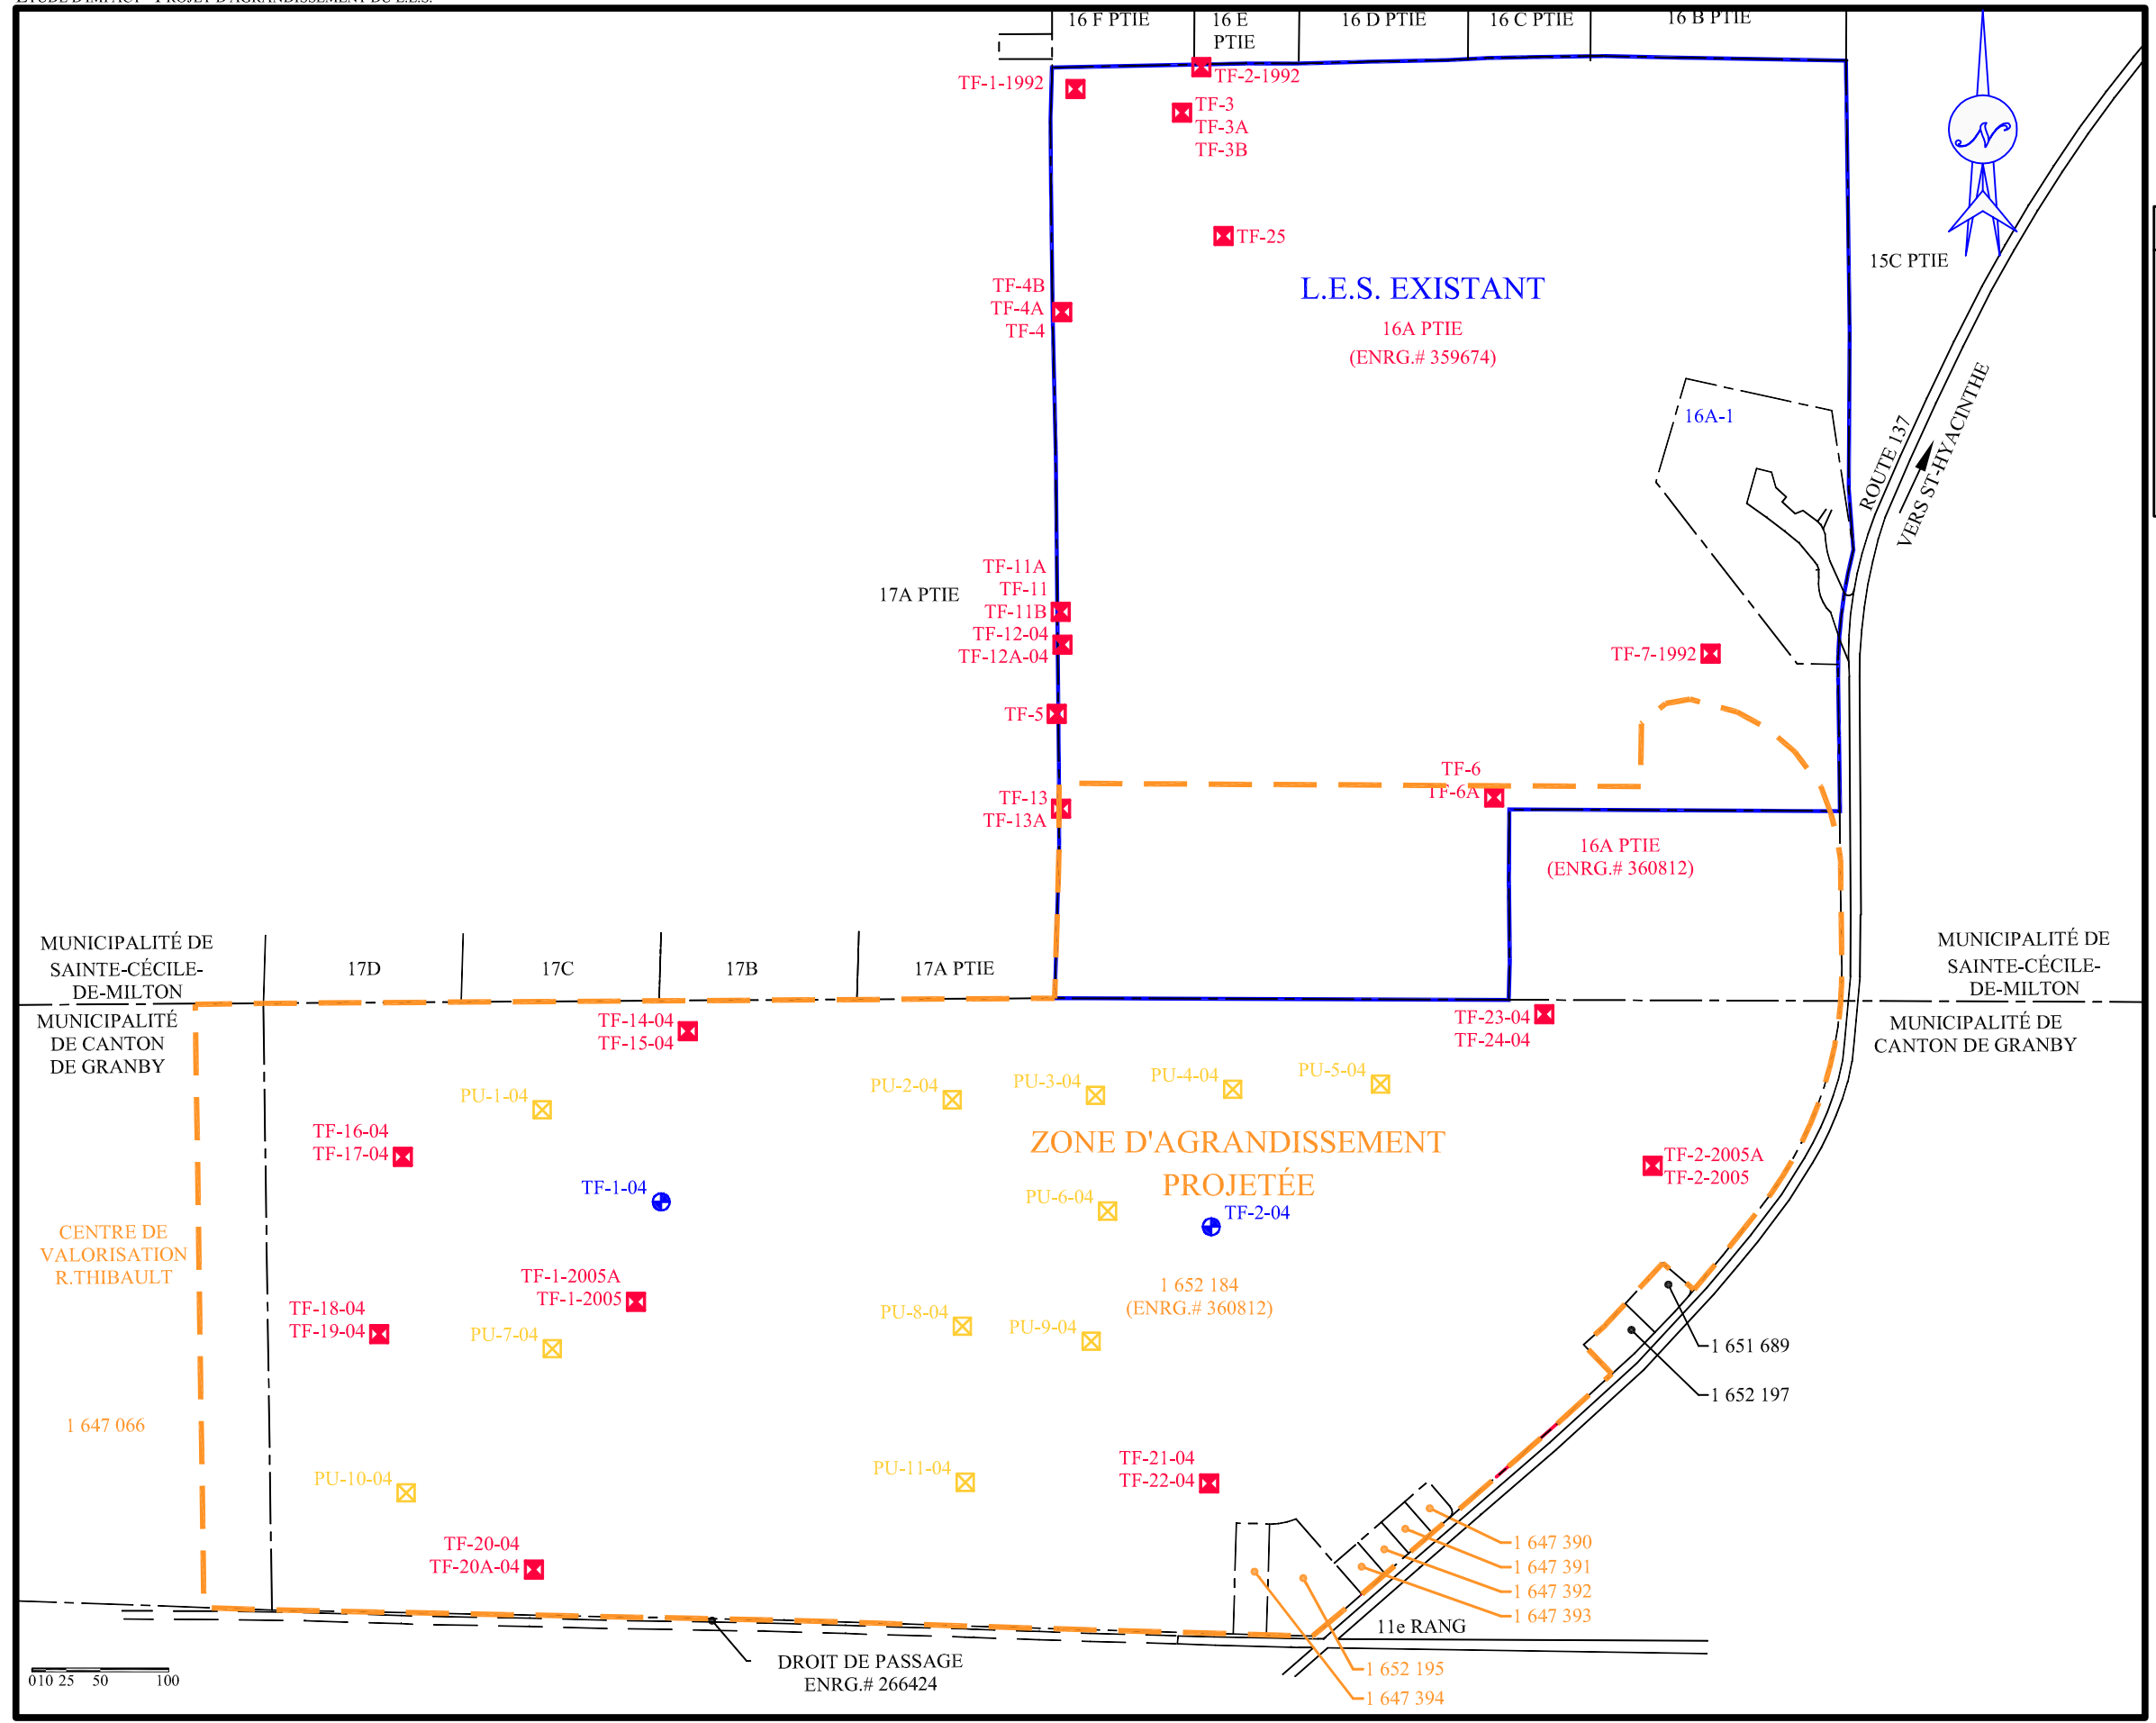 ÉTUDE D'IMPACT - PROJET D'AGRANDISSEMENT DU L.E.S.
16 F PTIE
16 E
PTIE
16 D PTIE
16 C PTIE
16 B PTIE
TF-1-1992
TF-2-1992
TF-3
TF-3A
TF-3B
N
TF-25
15C PTIE
L.E.S. EXISTANT
16A PTIE
(ENRG.# 359674)
TF-4B
TF-4A
TF-4
16A-1
ROUTE 137
VERS ST-HYACINTHE
17A PTIE
TF-11A
TF-11
TF-11B
TF-12-04
TF-12A-04
TF-7-1992
TF-5
TF-6
TF-6A
TF-13
TF-13A
16A PTIE
(ENRG.# 360812)
MUNICIPALITÉ DE
SAINTE-CÉCILE-
DE-MILTON
17D
17C
17B
17A PTIE
MUNICIPALITÉ DE
SAINTE-CÉCILE-
DE-MILTON
MUNICIPALITÉ
DE CANTON
DE GRANBY
TF-14-04
TF-15-04
TF-23-04
TF-24-04
MUNICIPALITÉ DE
CANTON DE GRANBY
PU-1-04
PU-2-04
PU-3-04
PU-4-04
PU-5-04
TF-16-04
TF-17-04
ZONE D'AGRANDISSEMENT
PROJETÉE
TF-2-2005A
TF-2-2005
TF-1-04
PU-6-04
TF-2-04
CENTRE DE
VALORISATION
R.THIBAULT
TF-1-2005A
TF-1-2005
1 652 184
(ENRG.# 360812)
TF-18-04
TF-19-04
PU-7-04
PU-8-04
PU-9-04
1 651 689
1 652 197
1 647 066
PU-10-04
PU-11-04
TF-21-04
TF-22-04
TF-20-04
TF-20A-04
1 647 390
1 647 391
1 647 392
1 647 393
11e RANG
DROIT DE PASSAGE
ENRG.# 266424
1 652 195
1 647 394
0 10 25 50 100